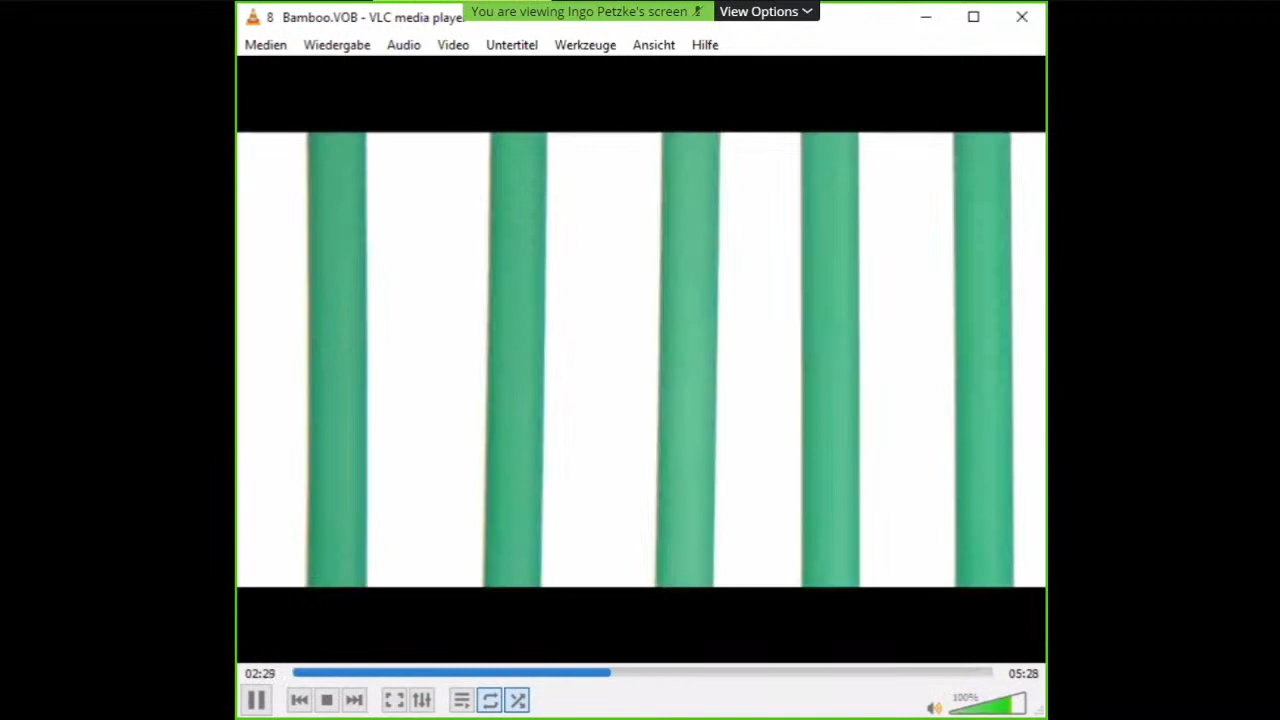 8 Bamboo.VOB - VLC media player
You are viewing Ingo Petzke's screen
View Options
Medien Wiedergabe Audio Video Untertitel Werkzeuge Ansicht Hilfe
02:29
05:28
100%